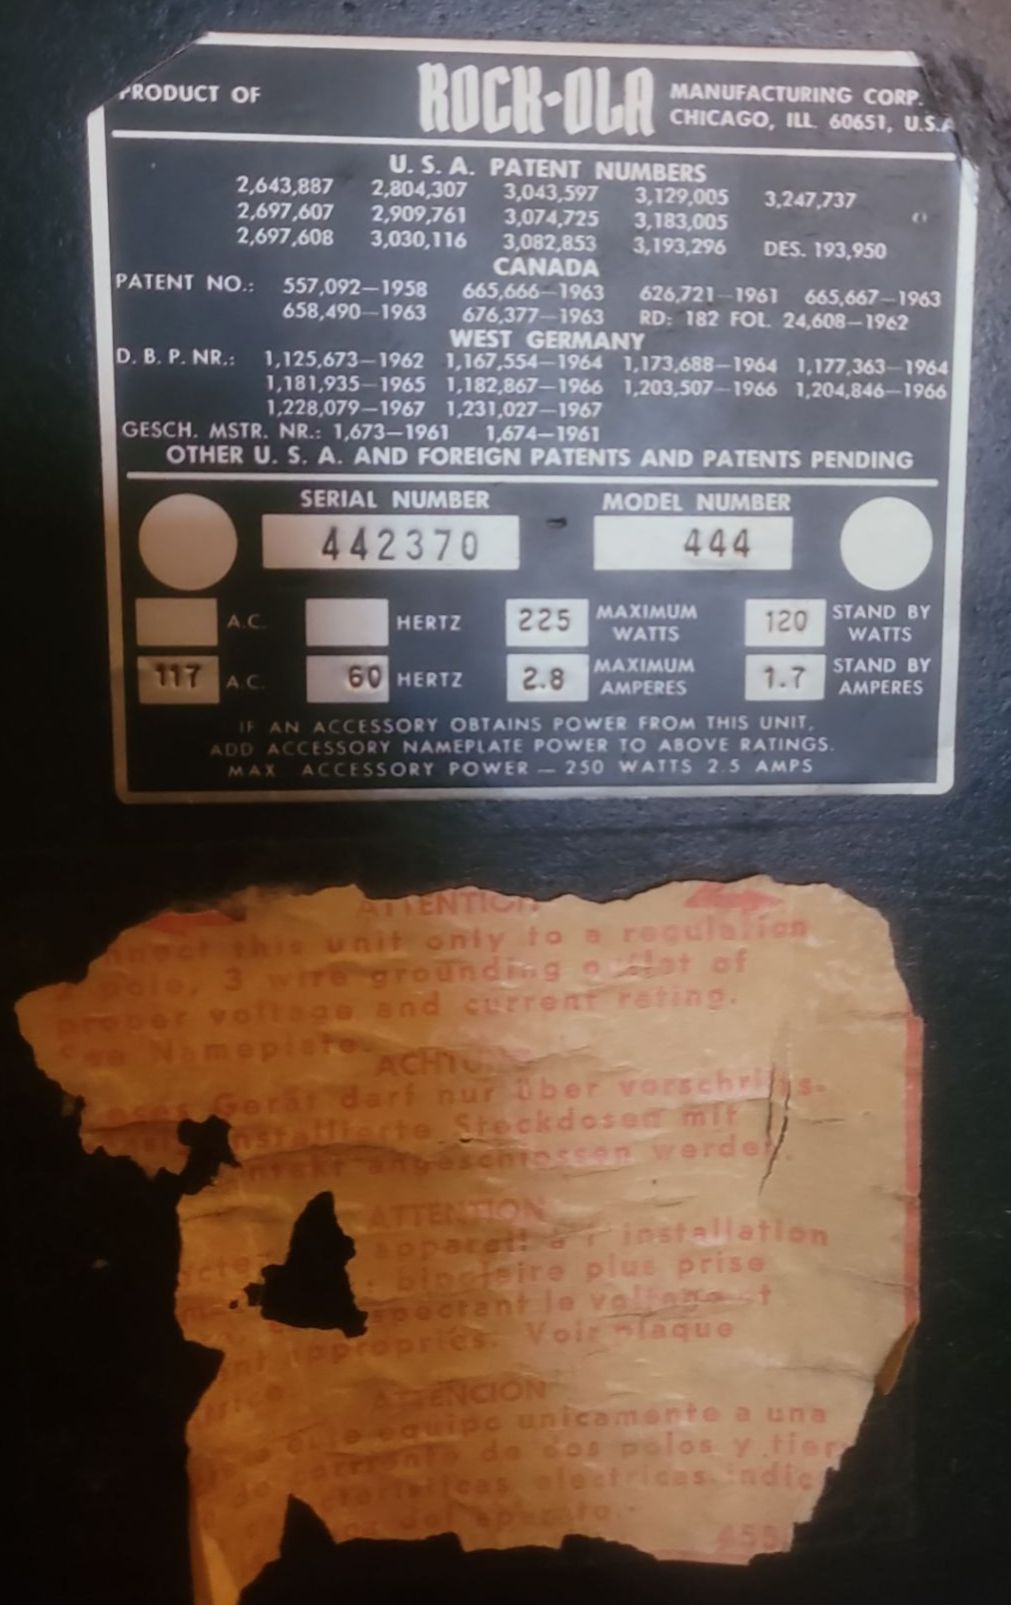 PRODUCT OF ROCK-OLA MANUFACTURING CORP.
CHICAGO, ILL. 60651, U.S.A
U. S. A. PATENT NUMBERS
2,643,887 2,804,307 3,043,597 3,129,005 3,247,737
2,697,607 2,909,761 3,074,725 3,183,005
2,697,608 3,030,116 3,082,853 3,193,296 DES. 193,950
CANADA
PATENT NO.: 557,092—1958 665,666—1963 626,721—1961 665,667—1963
658,490—1963 676,377—1963 RD: 182 FOL. 24,608—1962
WEST GERMANY
D. B. P. NR.: 1,125,673—1962 1,167,554—1964 1,173,688—1964 1,177,363—1964
1,181,935—1965 1,182,867—1966 1,203,507—1966 1,204,846—1966
1,228,079—1967 1,231,027—1967
GESCH. MSTR. NR.: 1,673—1961 1,674—1961
OTHER U. S. A. AND FOREIGN PATENTS AND PATENTS PENDING
SERIAL NUMBER MODEL NUMBER
442370 444
A.C. HERTZ 225 MAXIMUM WATTS 120 STAND BY WATTS
117 A.C. 60 HERTZ 2.8 MAXIMUM AMPERES 1.7 STAND BY AMPERES
IF AN ACCESSORY OBTAINS POWER FROM THIS UNIT,
ADD ACCESSORY NAMEPLATE POWER TO ABOVE RATINGS.
MAX. ACCESSORY POWER — 250 WATTS 2.5 AMPS
ATTENTION
this unit only to a regulation
pole, 3 wire grounding of
proper voltage and current rating.
Nameplate.
Gerät darf nur über vorschrifts-
Steckdosen mit
angeschlossen werden.
ATTENTION
appareil à l' installation
bipolaire plus prise
le voltage
appropriés. Voir plaque
ATENCION
equipo unicamente a una
corriente de dos polos y
electricas
del aparato.